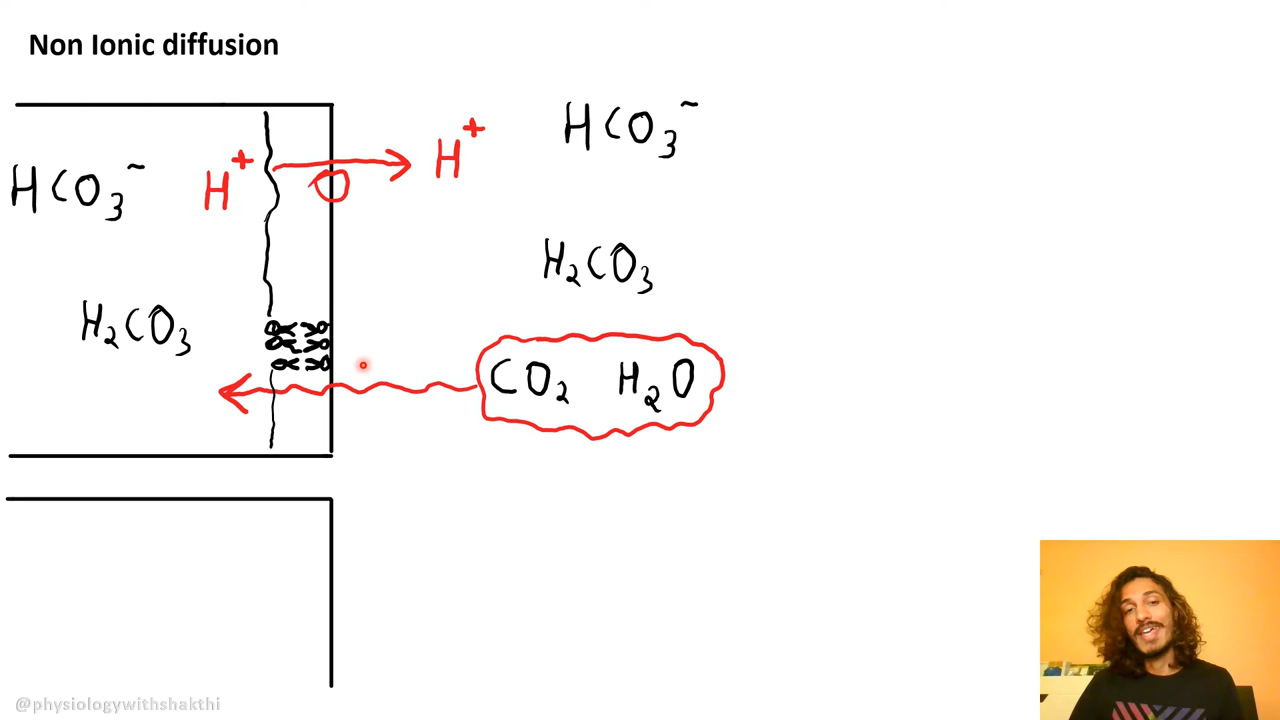 Non Ionic diffusion
HCO₃⁻
H⁺
H⁺
HCO₃⁻
H₂CO₃
H₂CO₃
CO₂ H₂O
@physiologywithshakthi